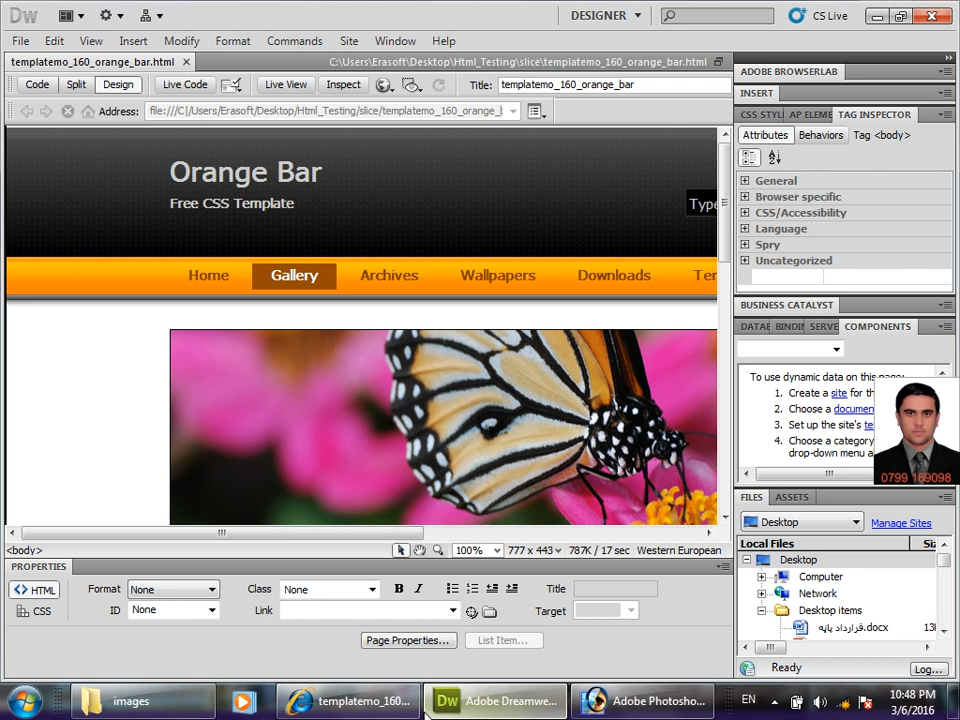 Dw DESIGNER CS Live
File Edit View Insert Modify Format Commands Site Window Help
templatemo_160_orange_bar.html C:\Users\Erasoft\Desktop\Html_Testing\slice\templatemo_160_orange_bar.html
Code Split Design Live Code Live View Inspect Title: templatemo_160_orange_bar
Address: file:///C|/Users/Erasoft/Desktop/Html_Testing/slice/templatemo_160_orange_b
Orange Bar
Free CSS Template
Type
Home Gallery Archives Wallpapers Downloads Ter
<body> 100% 777 x 443 787K / 17 sec Western European
PROPERTIES
HTML Format None Class None B I Title
CSS ID None Link Target
Page Properties... List Item...
ADOBE BROWSERLAB
INSERT
CSS STYL AP ELEME TAG INSPECTOR
Attributes Behaviors Tag <body>
General
Browser specific
CSS/Accessibility
Language
Spry
Uncategorized
BUSINESS CATALYST
DATAE BINDIN SERVE COMPONENTS
To use dynamic data on this page:
1. Create a site for th
2. Choose a documen
3. Set up the site's te
4. Choose a category
drop-down menu a
0799 169098
FILES ASSETS
Desktop Manage Sites
Local Files Siz
Desktop
Computer
Network
Desktop items
قرارداد پایه.docx 13
Ready Log...
images templatemo_160... Adobe Dreamwe... Adobe Photosho... EN 10:48 PM
3/6/2016